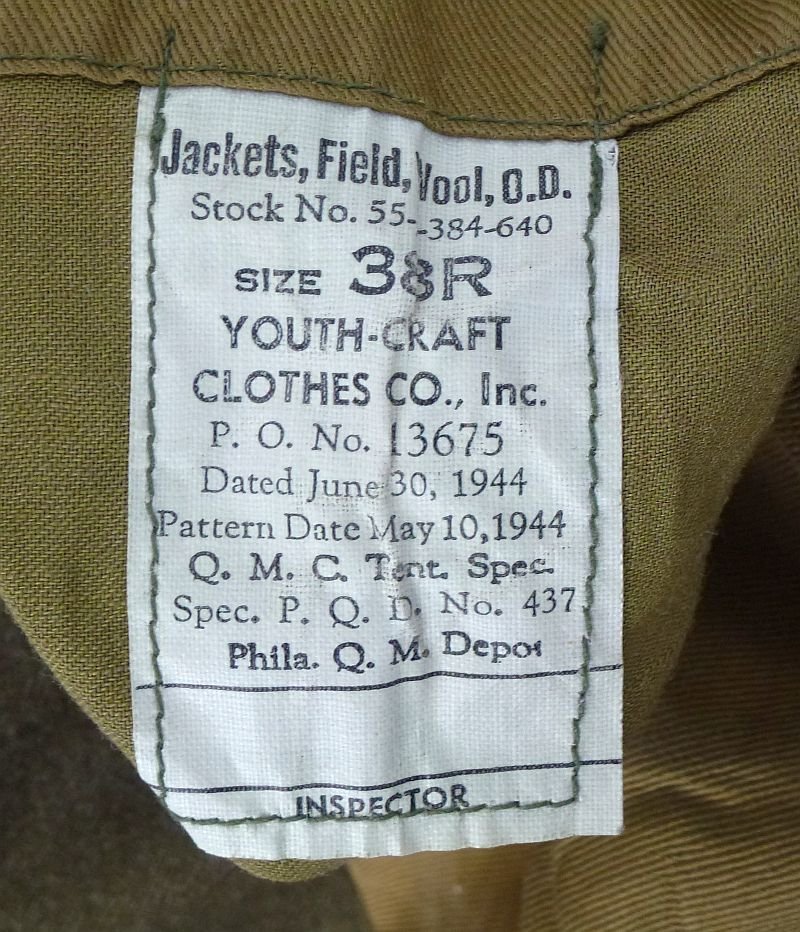 Jackets, Field, Wool, O.D.
Stock No. 55-384-640
SIZE 38R
YOUTH-CRAFT
CLOTHES CO., Inc.
P. O. No. 13675
Dated June 30, 1944
Pattern Date May 10, 1944
Q. M. C. Tent. Spec.
Spec. P. Q. D. No. 437
Phila. Q. M. Depot
INSPECTOR